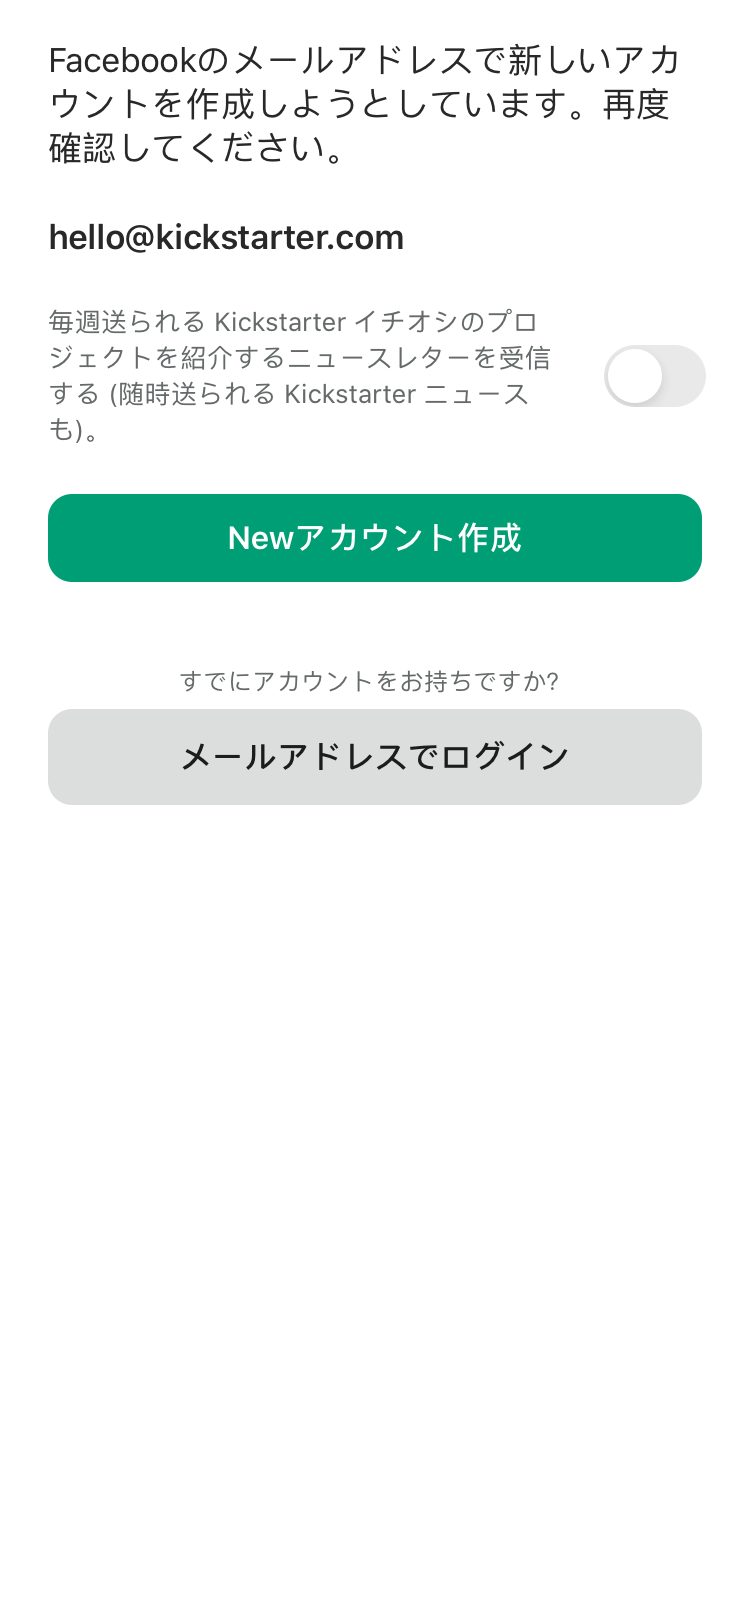 Facebookのメールアドレスで新しいアカ
ウントを作成しようとしています。再度
確認してください。
hello@kickstarter.com
毎週送られる Kickstarter イチオシのプロ
ジェクトを紹介するニュースレターを受信
する (随時送られる Kickstarter ニュース
も)。
Newアカウント作成
すでにアカウントをお持ちですか?
メールアドレスでログイン